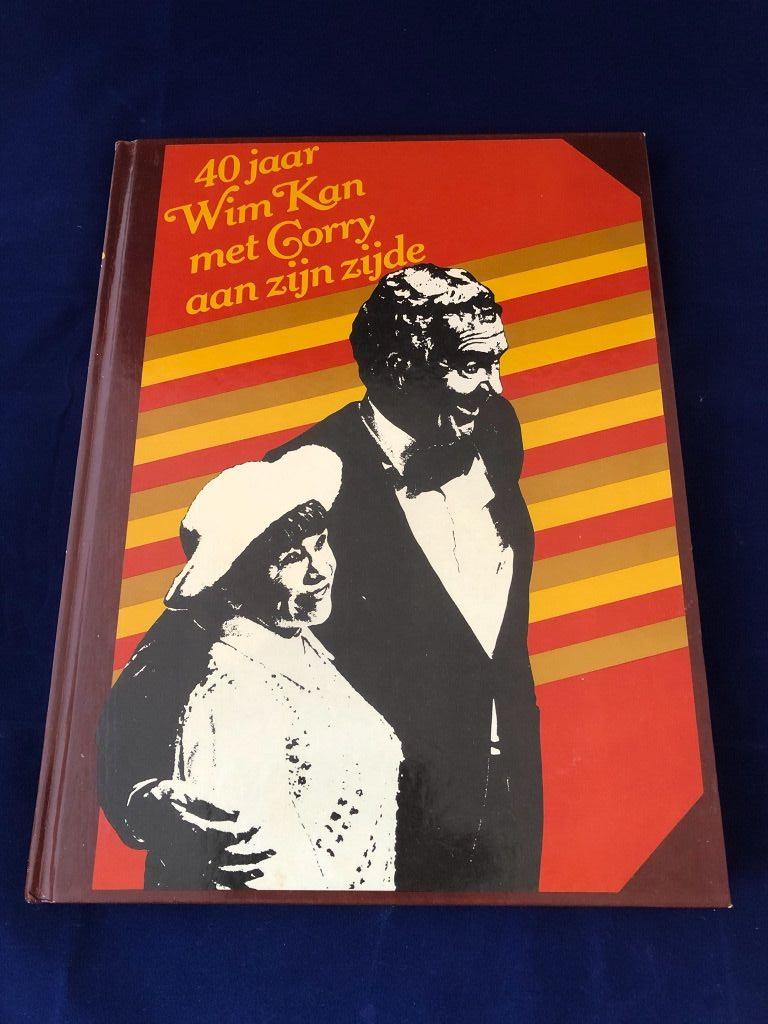 40 jaar
Wim Kan
met Corry
aan zijn zijde